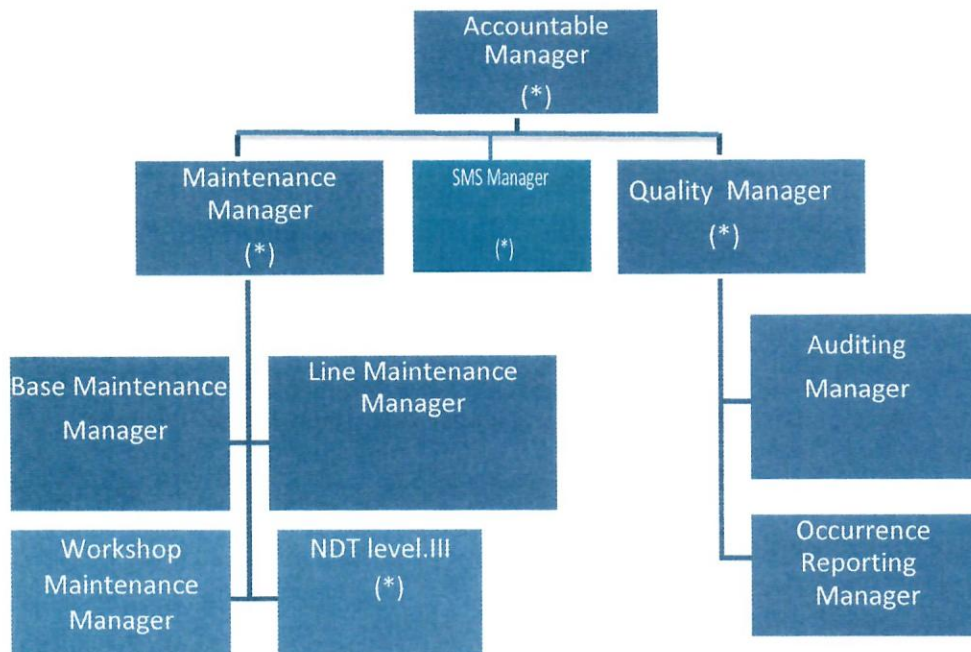 Accountable
Manager
(*)
Maintenance
Manager
(*)
SMS Manager
(*)
Quality Manager
(*)
Base Maintenance
Manager
Line Maintenance
Manager
Auditing
Manager
Workshop
Maintenance
Manager
NDT level.III
(*)
Occurrence
Reporting
Manager